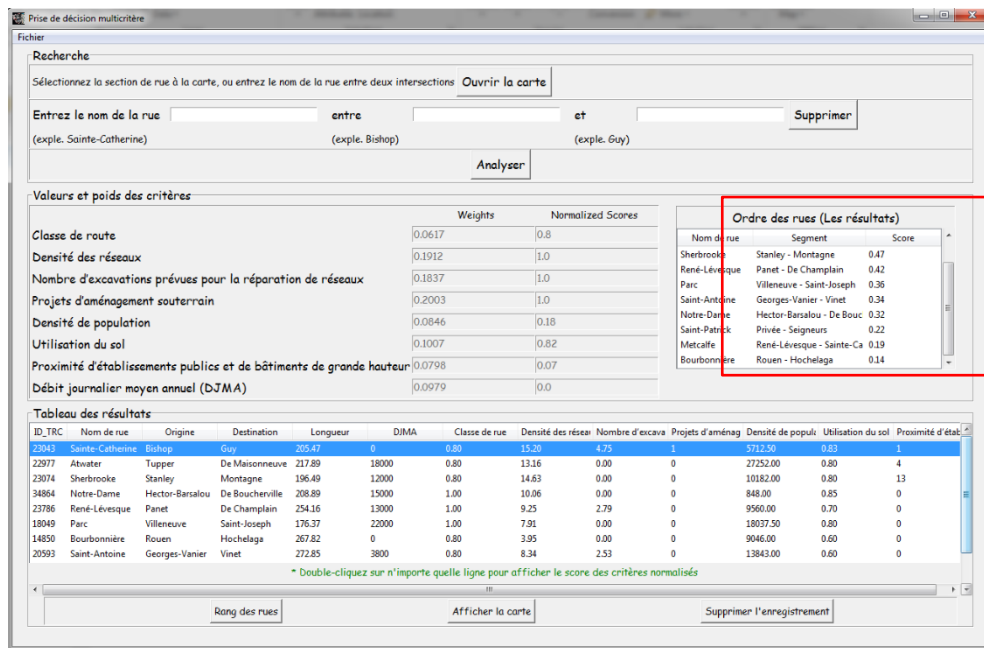 Prise de décision multicritère
Fichier
Recherche
Sélectionnez la section de rue à la carte, ou entrez le nom de la rue entre deux intersections Ouvrir la carte
Entrez le nom de la rue entre et Supprimer
(exple. Sainte-Catherine) (exple. Bishop) (exple. Guy)
Analyser
Valeurs et poids des critères
Weights Normalized Scores
Classe de route 0.0617 0.8
Densité des réseaux 0.1912 1.0
Nombre d'excavations prévues pour la réparation de réseaux 0.1837 1.0
Projets d'aménagement souterrain 0.2003 1.0
Densité de population 0.0846 0.18
Utilisation du sol 0.1007 0.82
Proximité d'établissements publics et de bâtiments de grande hauteur 0.0798 0.07
Débit journalier moyen annuel (DJMA) 0.0979 0.0
Ordre des rues (Les résultats)
Nom de rue Segment Score
Sherbrooke Stanley - Montagne 0.47
René-Lévesque Panet - De Champlain 0.42
Parc Villeneuve - Saint-Joseph 0.36
Saint-Antoine Georges-Vanier - Vinet 0.34
Notre-Dame Hector-Barsalou - De Bouc 0.32
Saint-Patrick Privée - Seigneurs 0.22
Metcalfe René-Lévesque - Sainte-Ca 0.19
Bourbonnière Rouen - Hochelaga 0.14
Tableau des résultats
ID_TRC Nom de rue Origine Destination Longueur DJMA Classe de rue Densité des réseau Nombre d'excava Projets d'aménag Densité de popula Utilisation du sol Proximité d'étab
23043 Sainte-Catherine Bishop Guy 205.47 0 0.80 15.20 4.75 1 5712.50 0.83 1
22977 Atwater Tupper De Maisonneuve 217.89 18000 0.80 13.16 0.00 0 27252.00 0.80 4
23074 Sherbrooke Stanley Montagne 196.49 12000 0.80 14.63 0.00 0 10182.00 0.80 13
34864 Notre-Dame Hector-Barsalou De Boucherville 208.89 15000 1.00 10.06 0.00 0 848.00 0.85 0
23786 René-Lévesque Panet De Champlain 254.16 13000 1.00 9.25 2.79 0 9560.00 0.70 0
18049 Parc Villeneuve Saint-Joseph 176.37 22000 1.00 7.91 0.00 0 18037.50 0.80 0
14850 Bourbonnière Rouen Hochelaga 267.82 0 0.80 3.95 0.00 0 9046.00 0.60 0
20593 Saint-Antoine Georges-Vanier Vinet 272.85 3800 0.80 8.34 2.53 0 13843.00 0.60 0
* Double-cliquez sur n'importe quelle ligne pour afficher le score des critères normalisés
Rang des rues Afficher la carte Supprimer l'enregistrement